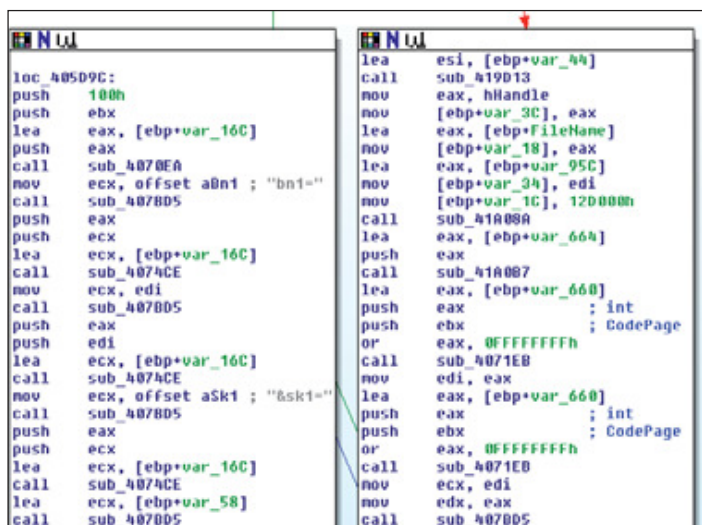 loc_405D9C:
push 100h
push ebx
lea eax, [ebp+var_16C]
push eax
call sub_4070EA
mov ecx, offset aBn1 ; "bn1="
call sub_407BD5
push eax
push ecx
lea ecx, [ebp+var_16C]
call sub_4074CE
mov ecx, edi
call sub_407BD5
push eax
push edi
lea ecx, [ebp+var_16C]
call sub_4074CE
mov ecx, offset aSk1 ; "&sk1="
call sub_407BD5
push eax
push ecx
lea ecx, [ebp+var_16C]
call sub_4074CE
lea ecx, [ebp+var_58]
call sub_407BD5
lea esi, [ebp+var_44]
call sub_419D13
mov eax, hHandle
mov [ebp+var_3C], eax
lea eax, [ebp+FileName]
mov [ebp+var_18], eax
lea eax, [ebp+var_95C]
mov [ebp+var_34], edi
mov [ebp+var_1C], 12D000h
call sub_41A08A
lea eax, [ebp+var_664]
push eax
call sub_41A0B7
lea eax, [ebp+var_660]
push eax ; int
push ebx ; CodePage
or eax, 0FFFFFFFFh
call sub_4071EB
mov edi, eax
lea eax, [ebp+var_660]
push eax ; int
push ebx ; CodePage
or eax, 0FFFFFFFFh
call sub_4071EB
mov ecx, edi
mov edx, eax
call sub_407BD5